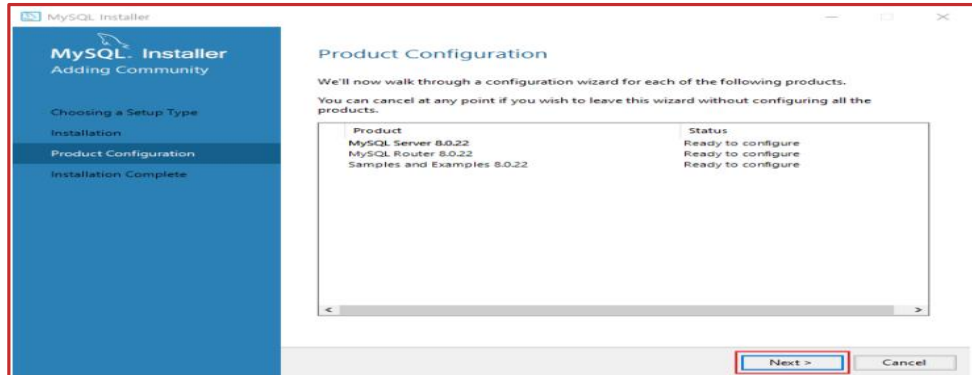 MySQL Installer
MySQL. Installer
Adding Community
Choosing a Setup Type
Installation
Product Configuration
Installation Complete
Product Configuration
We'll now walk through a configuration wizard for each of the following products.
You can cancel at any point if you wish to leave this wizard without configuring all the
products.
Product Status
MySQL Server 8.0.22 Ready to configure
MySQL Router 8.0.22 Ready to configure
Samples and Examples 8.0.22 Ready to configure
Next > Cancel